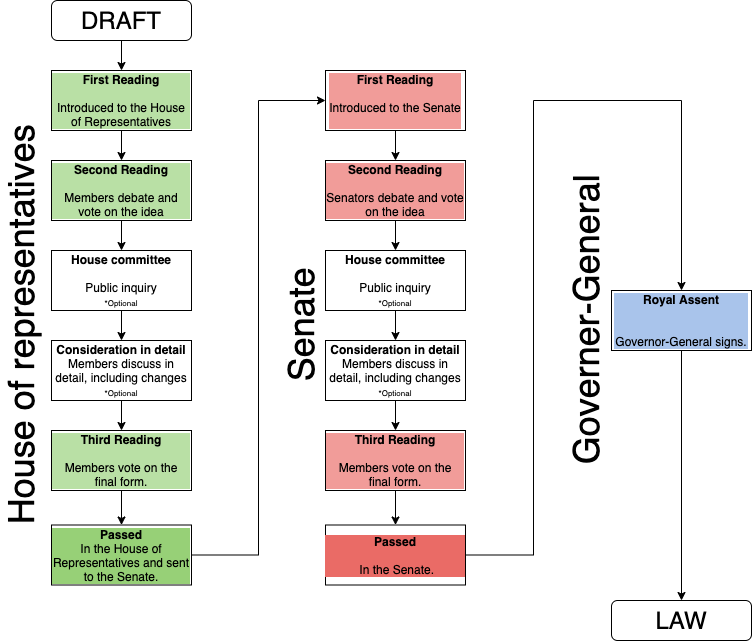 DRAFT
House of representatives
First Reading
Introduced to the House
of Representatives
Second Reading
Members debate and
vote on the idea
House committee
Public inquiry
*Optional
Consideration in detail
Members discuss in
detail, including changes
*Optional
Third Reading
Members vote on the
final form.
Passed
In the House of
Representatives and sent
to the Senate.
Senate
First Reading
Introduced to the Senate
Second Reading
Senators debate and vote
on the idea
House committee
Public inquiry
*Optional
Consideration in detail
Members discuss in
detail, including changes
*Optional
Third Reading
Members vote on the
final form.
Passed
In the Senate.
Governer-General
Royal Assent
Governor-General signs.
LAW